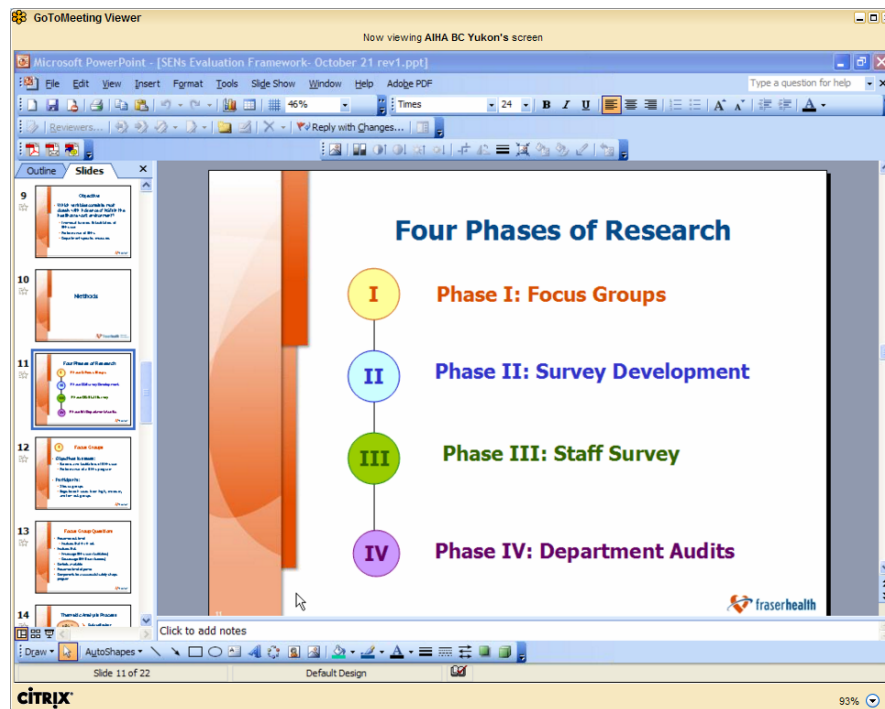 GoToMeeting Viewer
Now viewing AIHA BC Yukon's screen
Microsoft PowerPoint - [SENs Evaluation Framework- October 21 rev1.ppt]
File Edit View Insert Format Tools Slide Show Window Help Adobe PDF
Type a question for help
46% Times 24 B I U A A A
Reviewers... Reply with Changes...
Outline Slides
9
Objective
10
Methods
11
Four Phases of Research
12
Focus Groups
13
Focus Group Questions
14
Thematic Analysis Process
Four Phases of Research
I Phase I: Focus Groups
II Phase II: Survey Development
III Phase III: Staff Survey
IV Phase IV: Department Audits
fraserhealth
Click to add notes
Draw AutoShapes A
Slide 11 of 22 Default Design
CITRIX
93%